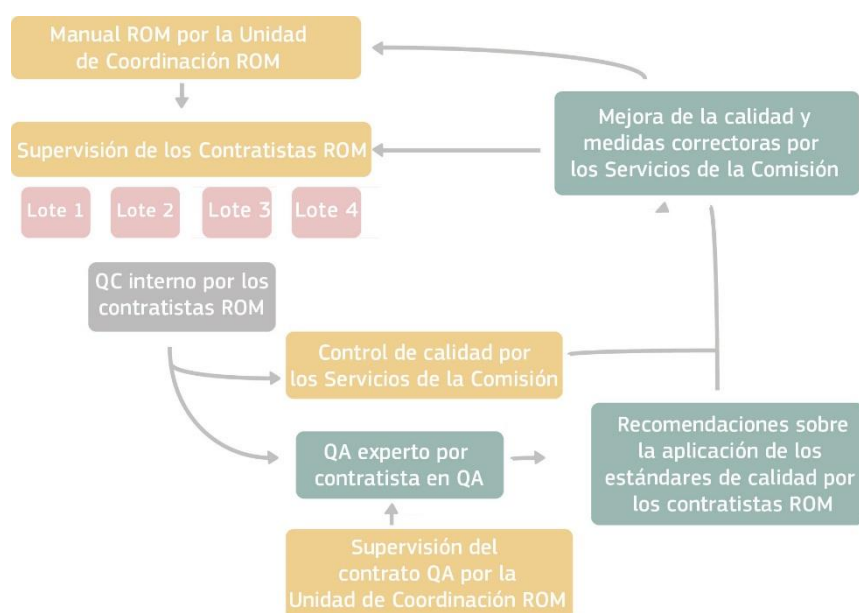 Manual ROM por la Unidad
de Coordinación ROM
Mejora de la calidad y
medidas correctoras por
los Servicios de la Comisión
Supervisión de los Contratistas ROM
Lote 1
Lote 2
Lote 3
Lote 4
QC interno por los
contratistas ROM
Control de calidad por
los Servicios de la Comisión
Recomendaciones sobre
la aplicación de los
estándares de calidad por
los contratistas ROM
QA experto por
contratista en QA
Supervisión del
contrato QA por la
Unidad de Coordinación ROM